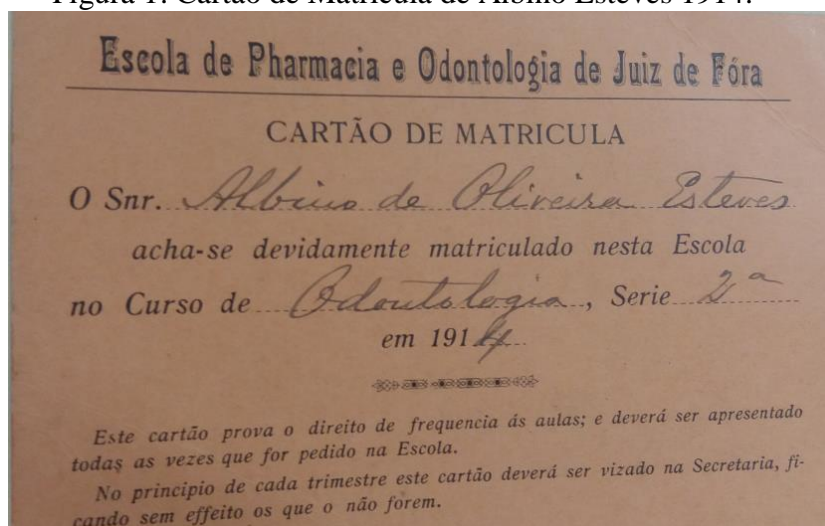 Figura 1: Cartão de Matrícula de Albino Esteves 1914.
Escola de Pharmacia e Odontologia de Juiz de Fóra
CARTÃO DE MATRICULA
O Snr. Albino de Oliveira Esteves
acha-se devidamente matriculado nesta Escola
no Curso de Odontologia, Serie 2ª
em 1914
Este cartão prova o direito de frequencia ás aulas; e deverá ser apresentado
todas as vezes que for pedido na Escola.
No principio de cada trimestre este cartão deverá ser vizado na Secretaria, fi-
cando sem effeito os que o não forem.